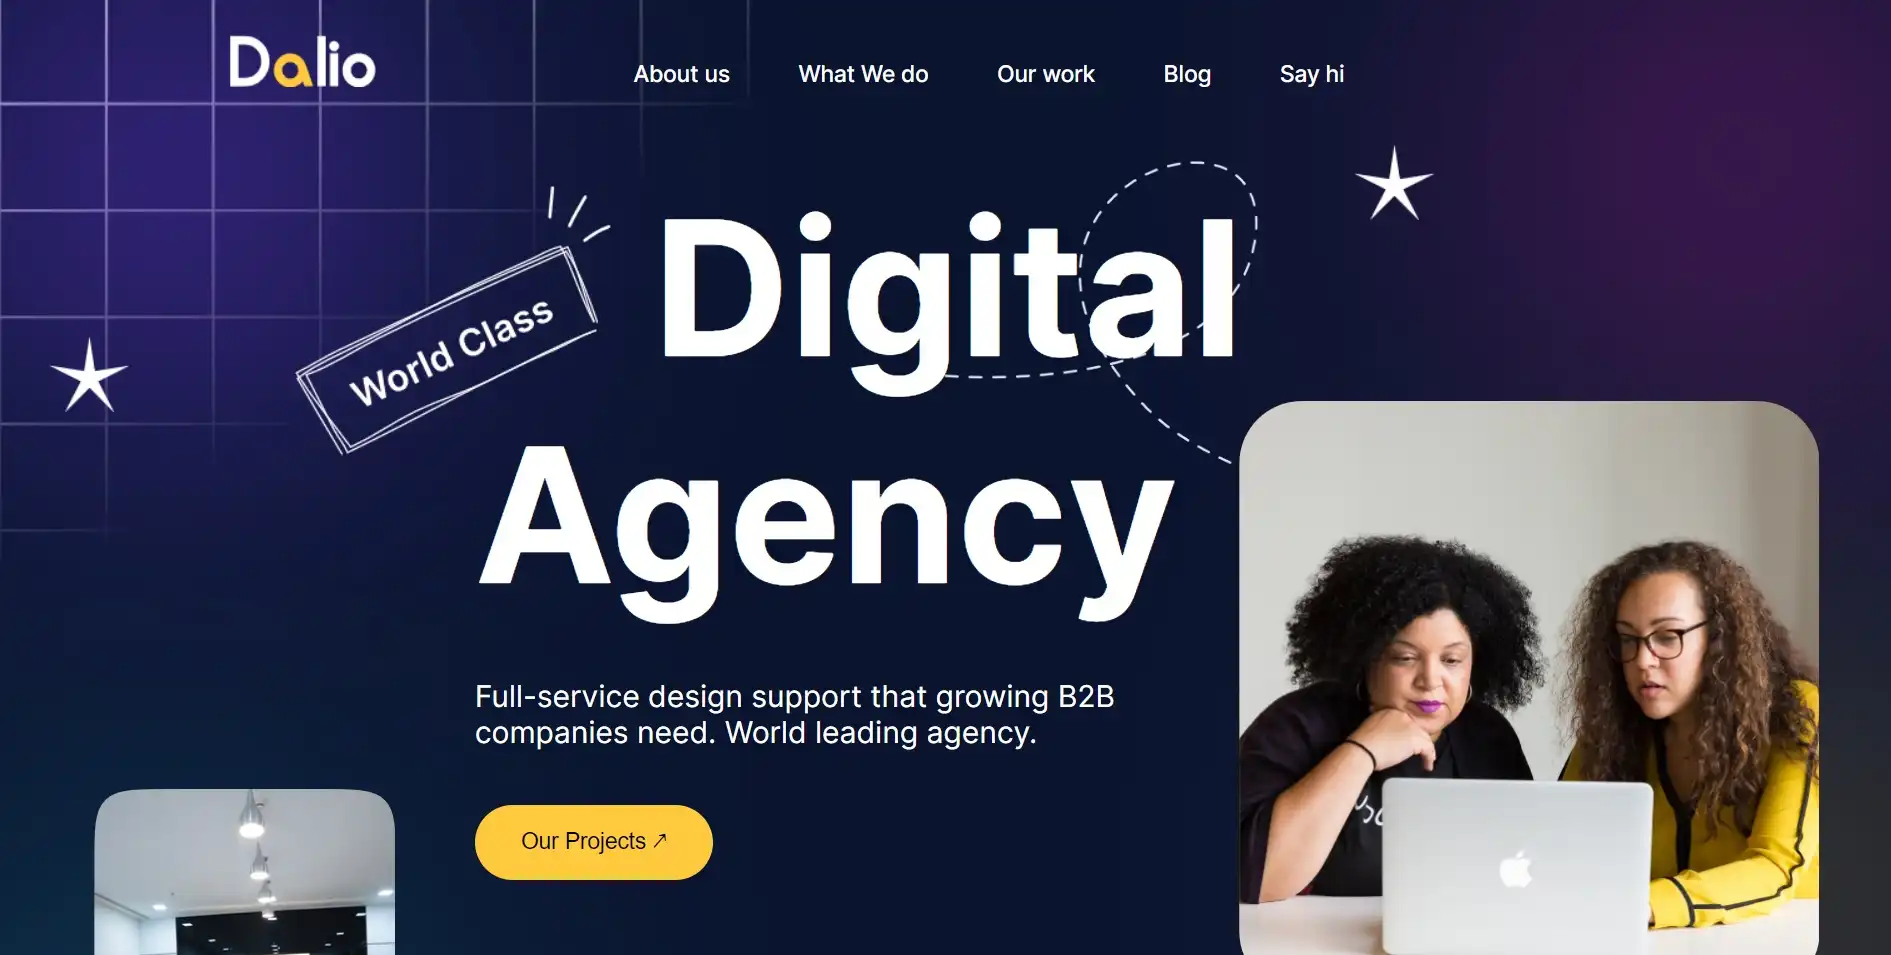 Dalio
About us
What We do
Our work
Blog
Say hi
World Class
Digital
Agency
Full-service design support that growing B2B
companies need. World leading agency.
Our Projects ↗